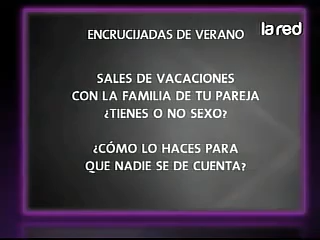 la red
ENCRUCIJADAS DE VERANO
SALES DE VACACIONES
CON LA FAMILIA DE TU PAREJA
¿TIENES O NO SEXO?
¿CÓMO LO HACES PARA
QUE NADIE SE DE CUENTA?